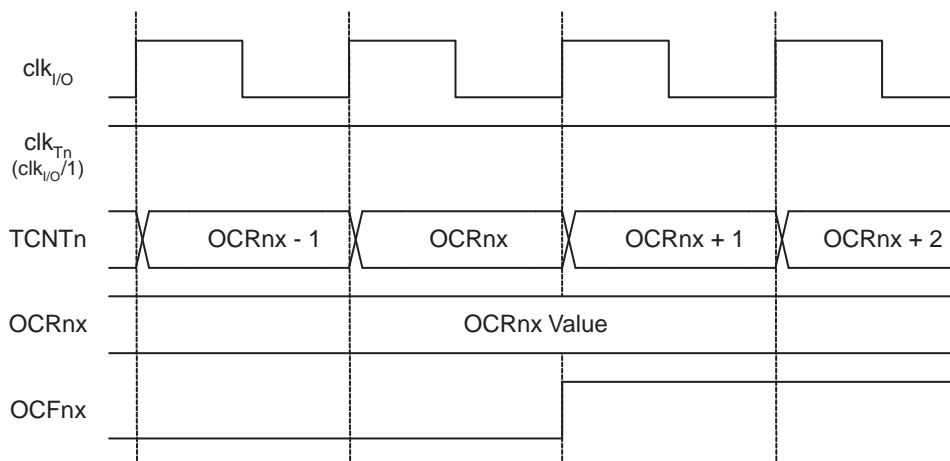 clkI/O
clkTn
(clkI/O/1)
TCNTn OCRnx - 1 OCRnx OCRnx + 1 OCRnx + 2
OCRnx OCRnx Value
OCFnx